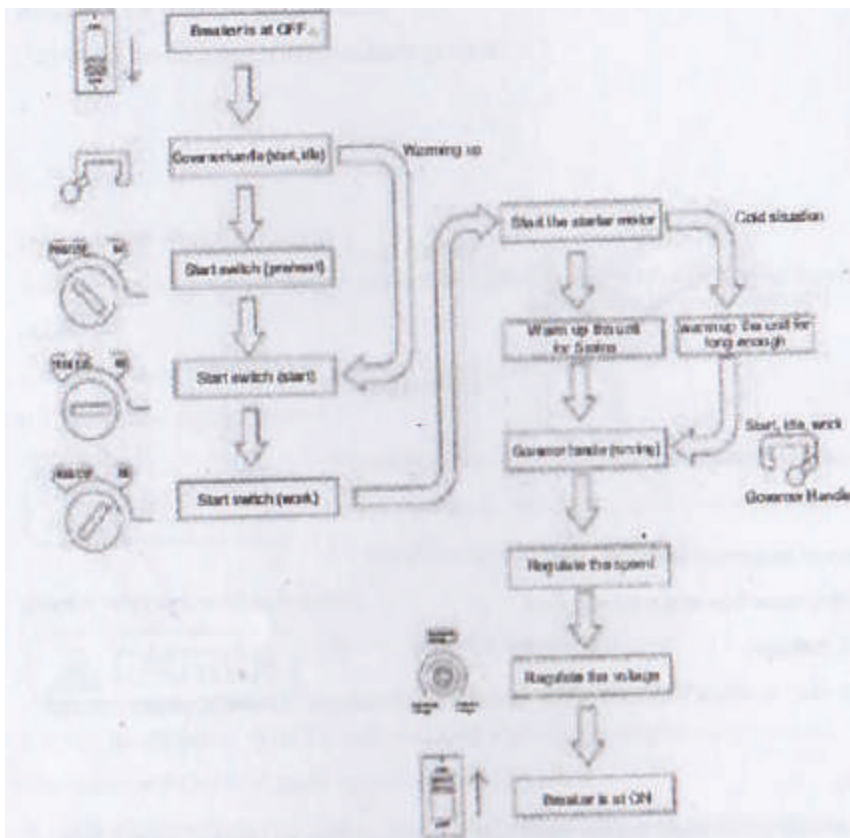 Breaker is at OFF
Governor handle (start, idle)
Warming up
Start switch (preheat)
Start switch (start)
Start switch (work)
Start the starter motor
Cold situation
Warm up the unit
for 5mins
warm up the unit for
long enough
Governor handle (running)
Start, idle, work
Governor Handle
Regulate the speed
Regulate the voltage
Breaker is at ON